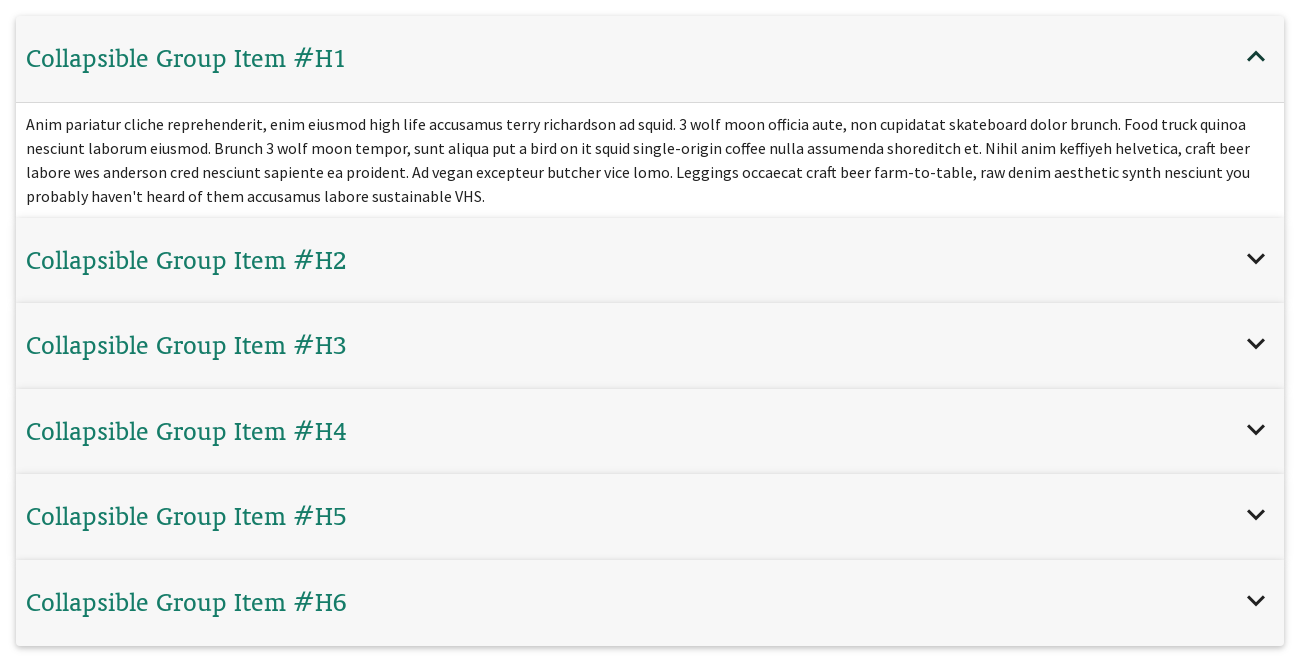 Collapsible Group Item #H1
Anim pariatur cliche reprehenderit, enim eiusmod high life accusamus terry richardson ad squid. 3 wolf moon officia aute, non cupidatat skateboard dolor brunch. Food truck quinoa
nesciunt laborum eiusmod. Brunch 3 wolf moon tempor, sunt aliqua put a bird on it squid single-origin coffee nulla assumenda shoreditch et. Nihil anim keffiyeh helvetica, craft beer
labore wes anderson cred nesciunt sapiente ea proident. Ad vegan excepteur butcher vice lomo. Leggings occaecat craft beer farm-to-table, raw denim aesthetic synth nesciunt you
probably haven't heard of them accusamus labore sustainable VHS.
Collapsible Group Item #H2
Collapsible Group Item #H3
Collapsible Group Item #H4
Collapsible Group Item #H5
Collapsible Group Item #H6